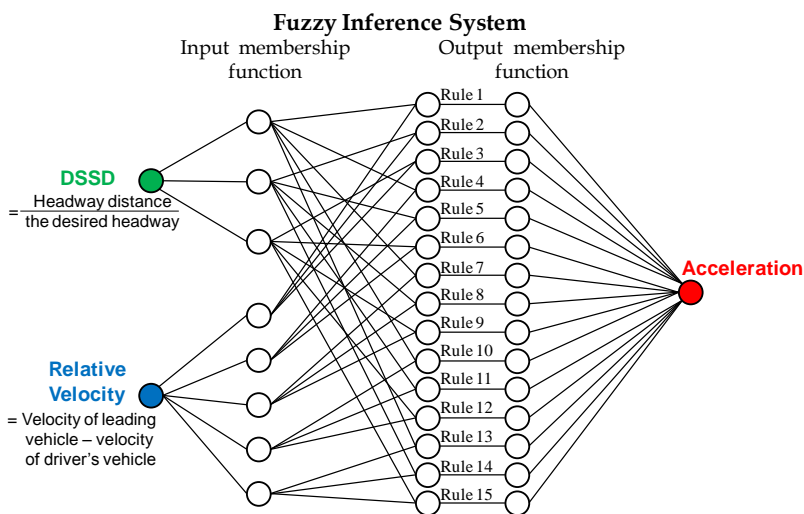 Fuzzy Inference System
Input membership
function
Output membership
function
Rule 1
Rule 2
Rule 3
Rule 4
Rule 5
Rule 6
Rule 7
Rule 8
Rule 9
Rule 10
Rule 11
Rule 12
Rule 13
Rule 14
Rule 15
DSSD
= Headway distance
the desired headway
Relative
Velocity
= Velocity of leading
vehicle – velocity
of driver's vehicle
Acceleration